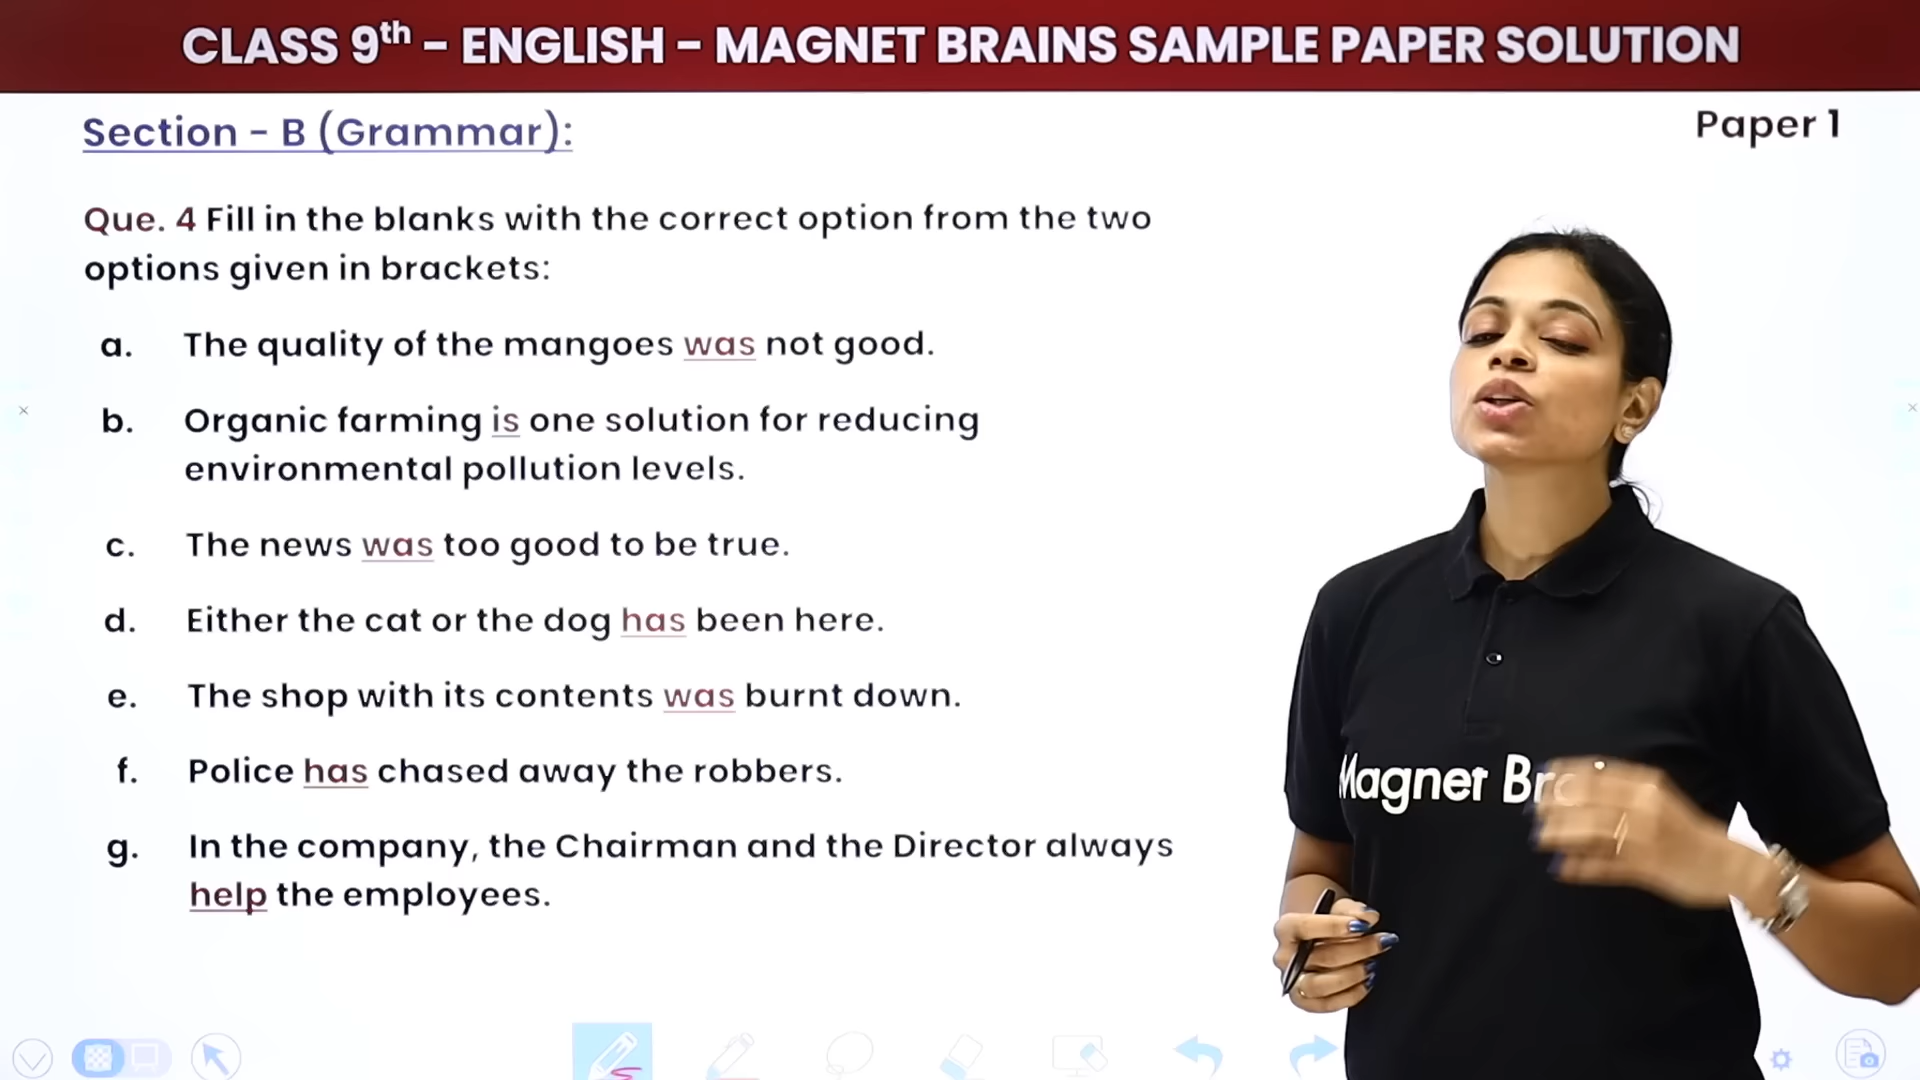 CLASS 9th – ENGLISH – MAGNET BRAINS SAMPLE PAPER SOLUTION
Section - B (Grammar):
Paper 1
Que. 4 Fill in the blanks with the correct option from the two
options given in brackets:
a. The quality of the mangoes was not good.
b. Organic farming is one solution for reducing
environmental pollution levels.
c. The news was too good to be true.
d. Either the cat or the dog has been here.
e. The shop with its contents was burnt down.
f. Police has chased away the robbers.
g. In the company, the Chairman and the Director always
help the employees.
Magnet Bra